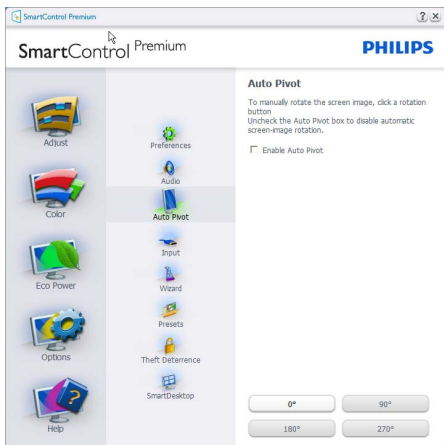 SmartControl Premium
SmartControl Premium
PHILIPS
Adjust
Color
Eco Power
Options
Help
Preferences
Audio
Auto Pivot
Input
Wizard
Presets
Theft Deterrence
SmartDesktop
Auto Pivot
To manually rotate the screen image, click a rotation
button
Uncheck the Auto Pivot box to disable automatic
screen-image rotation.
Enable Auto Pivot
0°
90°
180°
270°